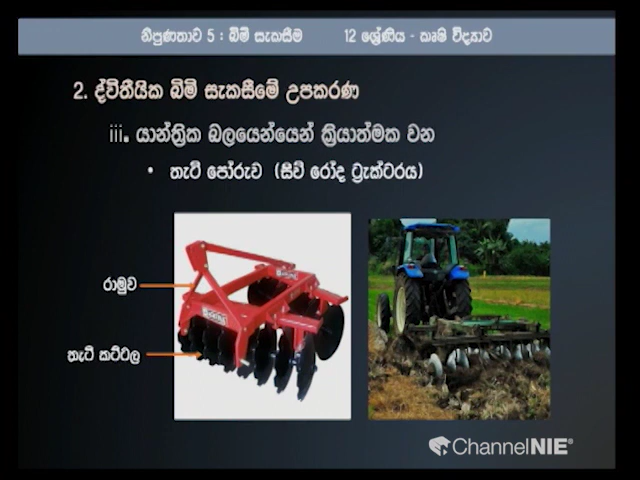 නිපුණතාව 5 : බිම් සැකසීම 12 ශ්‍රේණිය - කෘෂි විද්‍යාව
2. ද්විතීයික බිම් සැකසීමේ උපකරණ
iii. යාන්ත්‍රික බලයෙන්යෙන් ක්‍රියාත්මක වන
• තැටි පෝරුව (සිව් රෝද ට්‍රැක්ටරය)
රාමුව
තැටි කට්ටල
ChannelNIE®